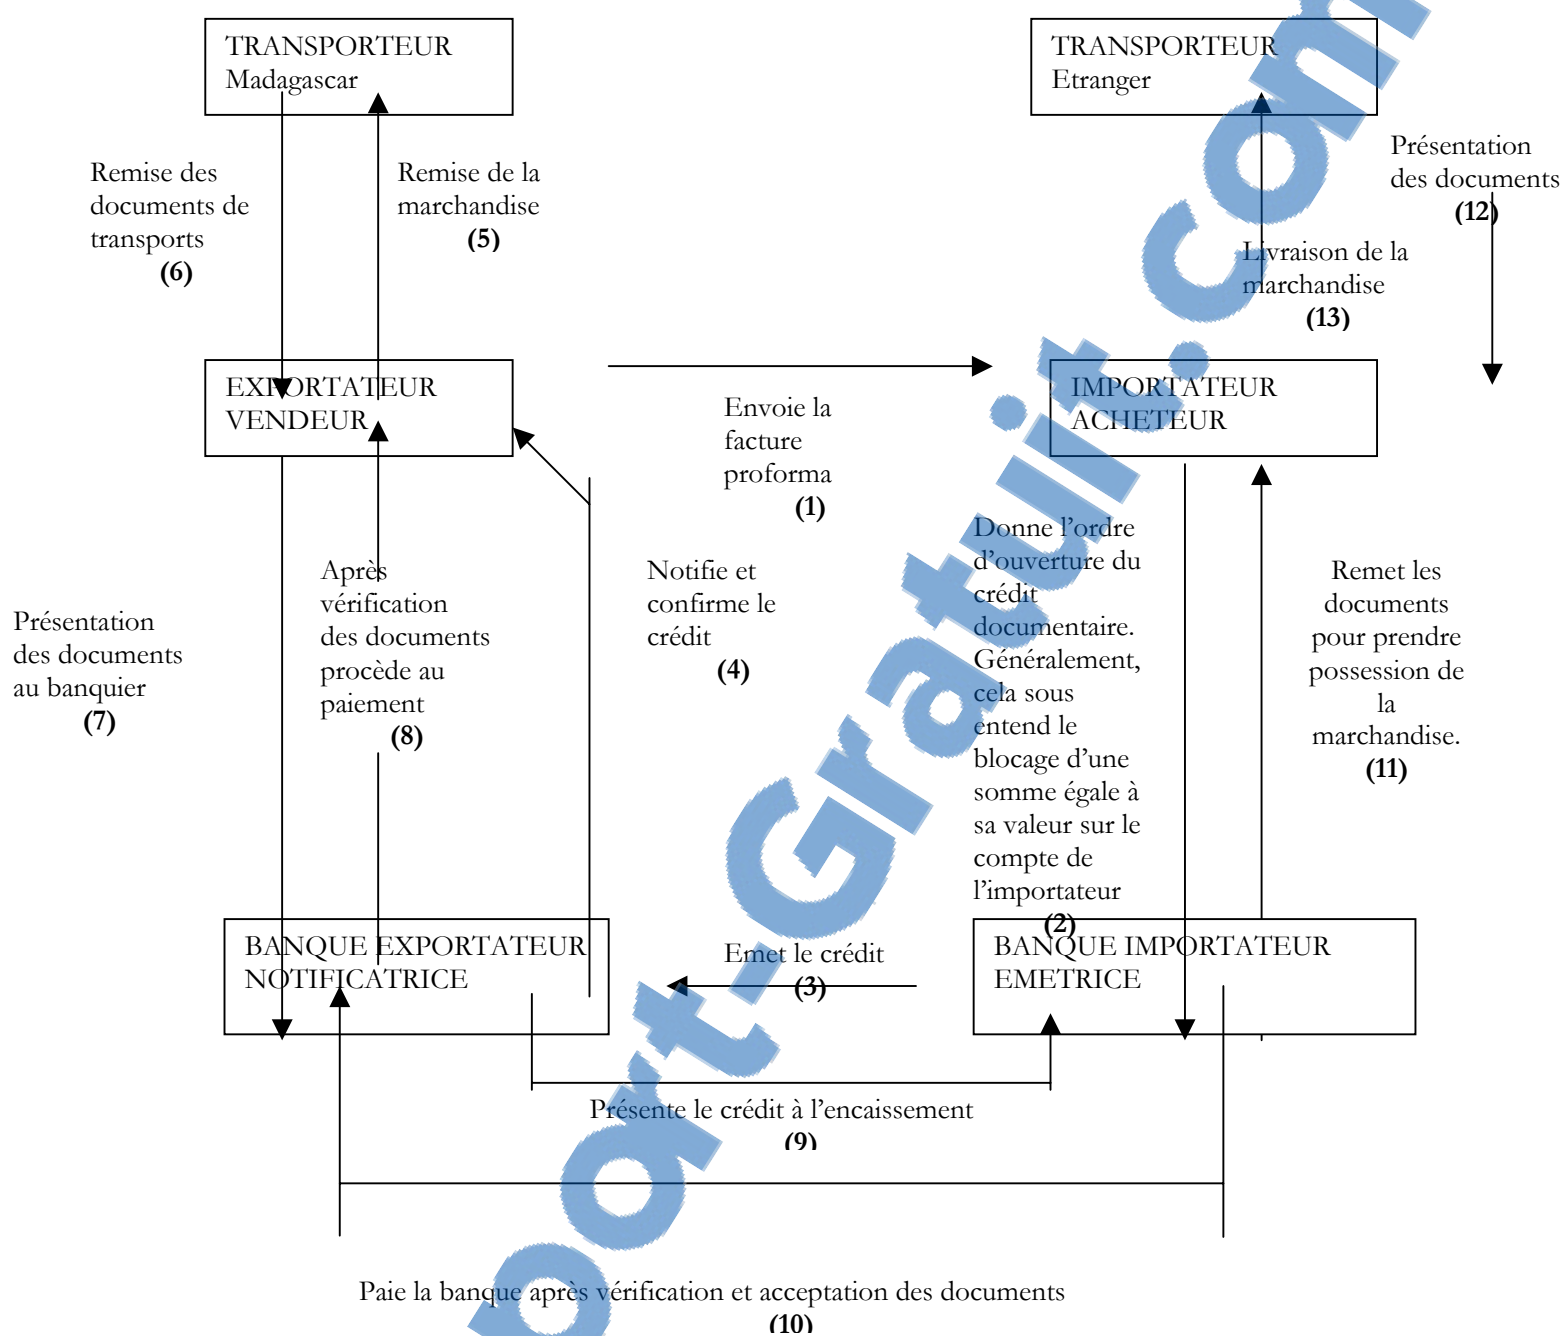 TRANSPORTEUR
Madagascar
TRANSPORTEUR
Etranger
Remise des
documents de
transports
(6)
Remise de la
marchandise
(5)
Présentation
des documents
(12)
Livraison de la
marchandise
(13)
EXPORTATEUR
VENDEUR
Envoie la
facture
proforma
(1)
IMPORTATEUR
ACHETEUR
Présentation
des documents
au banquier
(7)
Après
vérification
des documents
procède au
paiement
(8)
Notifie et
confirme le
crédit
(4)
Donne l’ordre
d’ouverture du
crédit
documentaire.
Généralement,
cela sous
entend le
blocage d’une
somme égale à
sa valeur sur le
compte de
l’importateur
(2)
Remet les
documents
pour prendre
possession de
la
marchandise.
(11)
BANQUE EXPORTATEUR
NOTIFICATRICE
Emet le crédit
(3)
BANQUE IMPORTATEUR
EMETRICE
Présente le crédit à l’encaissement
(9)
Paie la banque après vérification et acceptation des documents
(10)
port-Gratuit.com